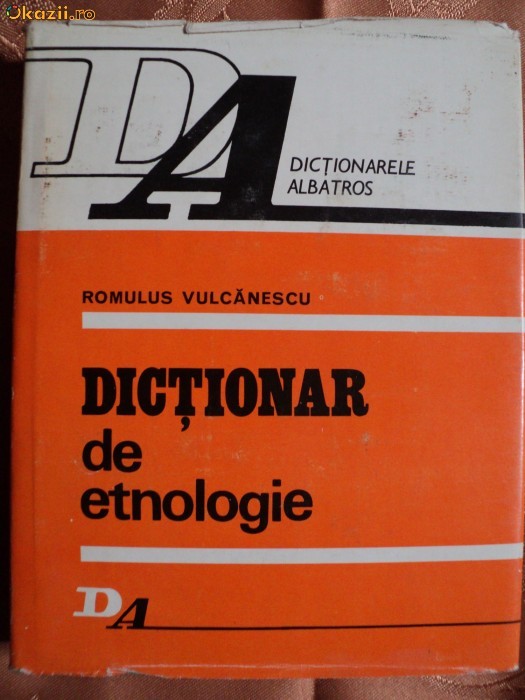 Okazii.ro
DA
DICȚIONARELE
ALBATROS
ROMULUS VULCĂNESCU
DICȚIONAR
de
etnologie
DA